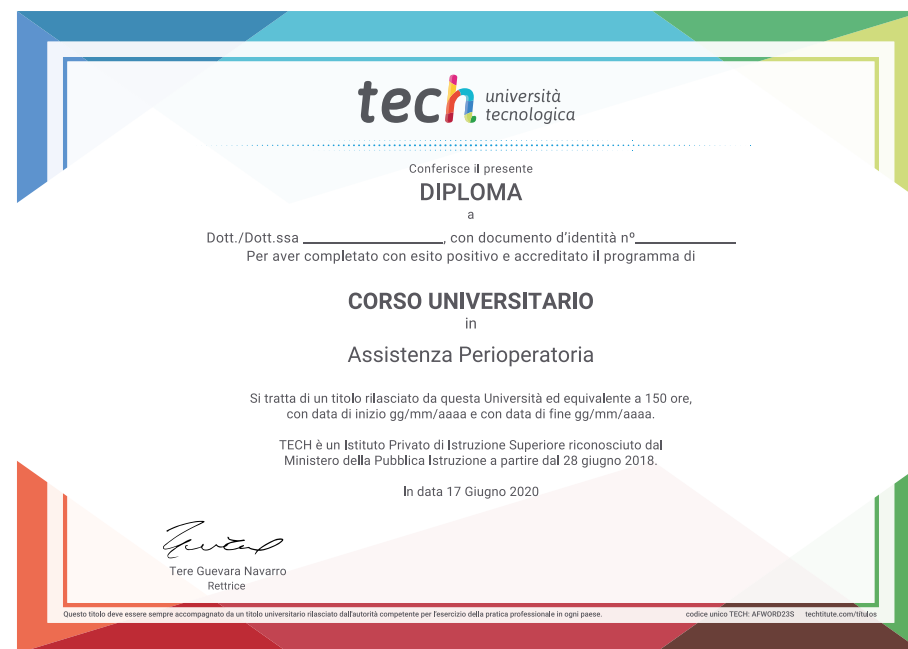 tech università
tecnologica
Conferisce il presente
DIPLOMA
a
Dott./Dott.ssa ____________________, con documento d'identità nº______________
Per aver completato con esito positivo e accreditato il programma di
CORSO UNIVERSITARIO
in
Assistenza Perioperatoria
Si tratta di un titolo rilasciato da questa Università ed equivalente a 150 ore,
con data di inizio gg/mm/aaaa e con data di fine gg/mm/aaaa.
TECH è un Istituto Privato di Istruzione Superiore riconosciuto dal
Ministero della Pubblica Istruzione a partire dal 28 giugno 2018.
In data 17 Giugno 2020
Tere Guevara Navarro
Rettrice
Questo titolo deve essere sempre accompagnato da un titolo universitario rilasciato dall'autorità competente per l'esercizio della pratica professionale in ogni paese. codice unico TECH: AFWORD23S techtitute.com/titulos